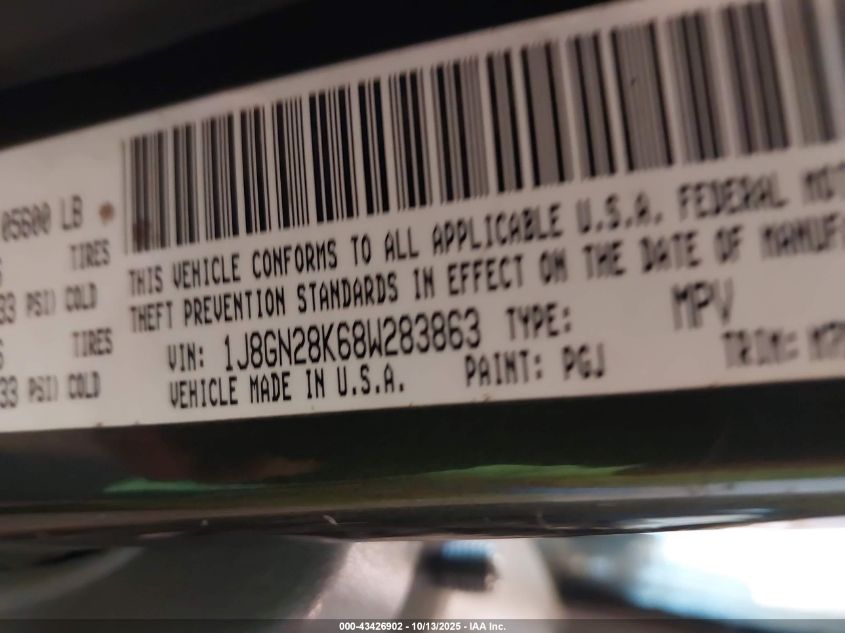 05600 LB
THIS VEHICLE CONFORMS TO ALL APPLICABLE U.S.A. FEDERAL
TIRES
THEFT PREVENTION STANDARDS IN EFFECT ON THE DATE OF
33 PSI) COLD
VIN: 1J8GN28K68W283863 TYPE: MPV
TIRES
VEHICLE MADE IN U.S.A. PAINT: PGJ TRIM:
33 PSI) COLD
000-43426902 - 10/13/2025 - IAA Inc.